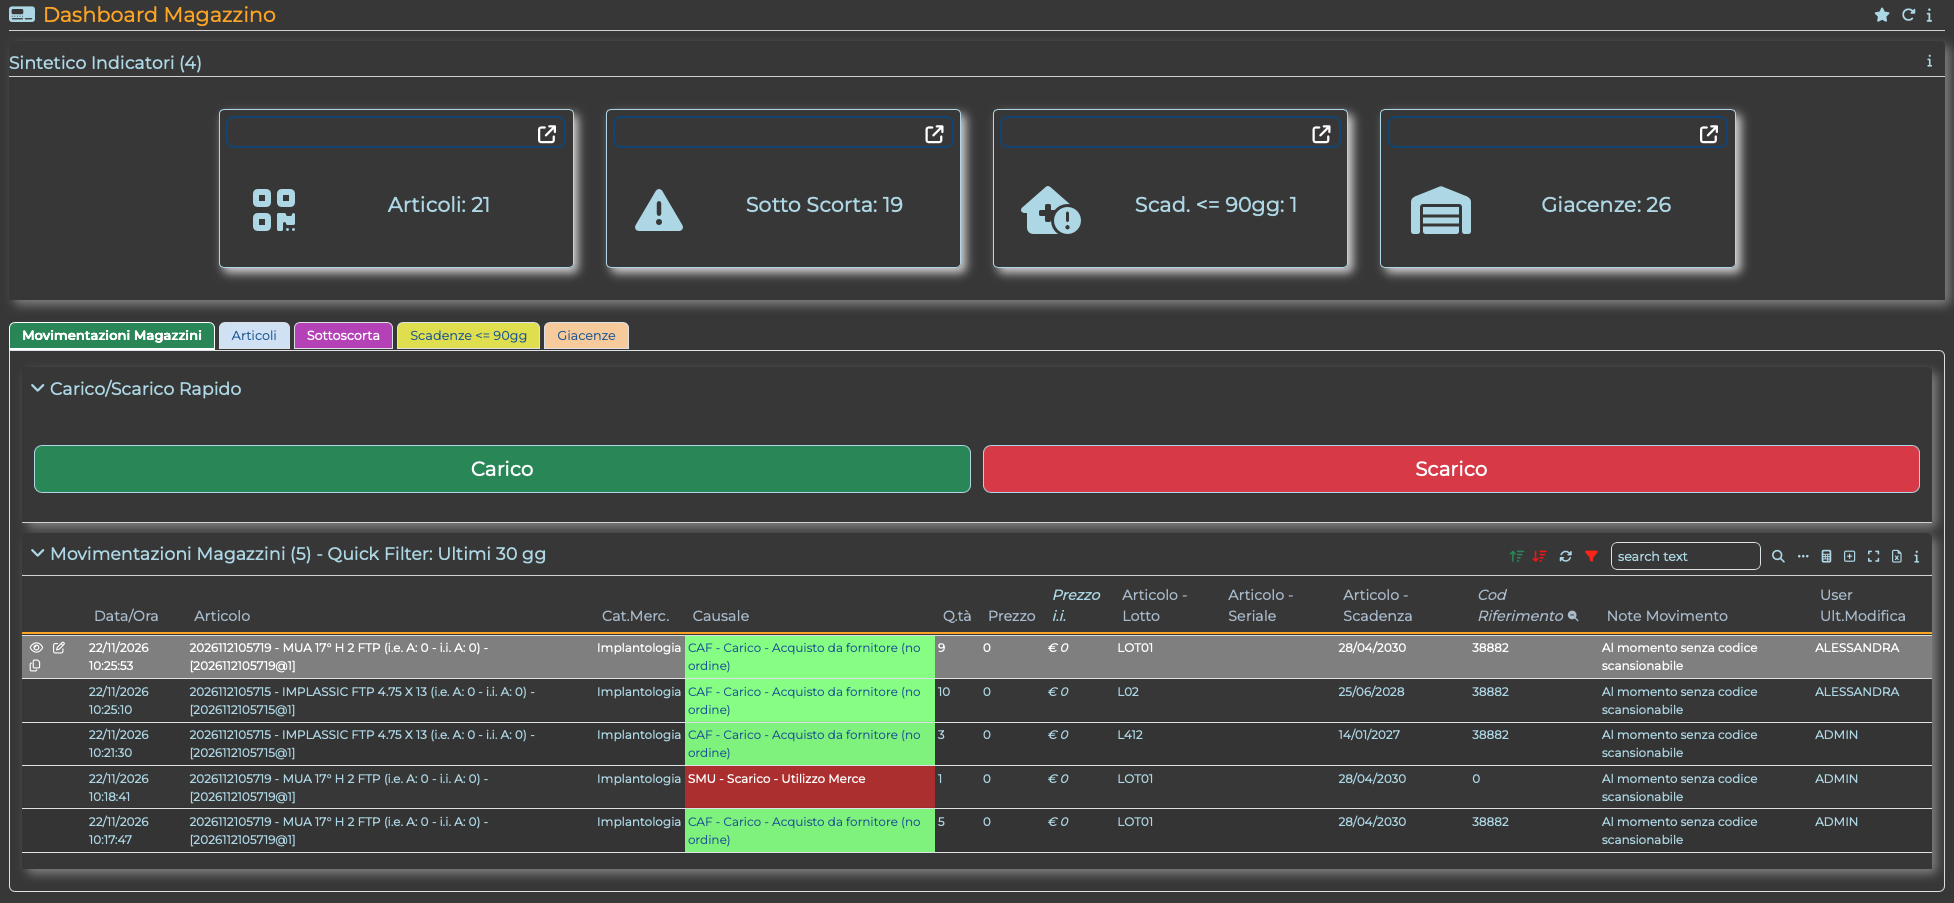 Dashboard Magazzino
Sintetico Indicatori (4)
Articoli: 21
Sotto Scorta: 19
Scad. <= 90gg: 1
Giacenze: 26
Movimentazioni Magazzini
Articoli
Sottoscorta
Scadenze <= 90gg
Giacenze
Carico/Scarico Rapido
Carico
Scarico
Movimentazioni Magazzini (5) - Quick Filter: Ultimi 30 gg
search text
Data/Ora Articolo Cat.Merc. Causale Q.tà Prezzo Prezzo i.i. Articolo - Lotto Articolo - Seriale Articolo - Scadenza Cod Riferimento Note Movimento User Ult.Modifica
22/11/2026 2026112105719 - MUA 17° H 2 FTP (i.e. A: 0 - i.i. A: 0) - Implantologia CAF - Carico - Acquisto da fornitore (no 9 0 € 0 LOT01 28/04/2030 38882 Al momento senza codice ALESSANDRA
10:25:53 [2026112105719@1] ordine) scansionabile
22/11/2026 2026112105715 - IMPLASSIC FTP 4.75 X 13 (i.e. A: 0 - i.i. A: 0) - Implantologia CAF - Carico - Acquisto da fornitore (no 10 0 € 0 L02 25/06/2028 38882 Al momento senza codice ALESSANDRA
10:25:10 [2026112105715@1] ordine) scansionabile
22/11/2026 2026112105715 - IMPLASSIC FTP 4.75 X 13 (i.e. A: 0 - i.i. A: 0) - Implantologia CAF - Carico - Acquisto da fornitore (no 3 0 € 0 L412 14/01/2027 38882 Al momento senza codice ADMIN
10:21:30 [2026112105715@1] ordine) scansionabile
22/11/2026 2026112105719 - MUA 17° H 2 FTP (i.e. A: 0 - i.i. A: 0) - Implantologia SMU - Scarico - Utilizzo Merce 1 0 € 0 LOT01 28/04/2030 0 Al momento senza codice ADMIN
10:18:41 [2026112105719@1] scansionabile
22/11/2026 2026112105719 - MUA 17° H 2 FTP (i.e. A: 0 - i.i. A: 0) - Implantologia CAF - Carico - Acquisto da fornitore (no 5 0 € 0 LOT01 28/04/2030 38882 Al momento senza codice ADMIN
10:17:47 [2026112105719@1] ordine) scansionabile